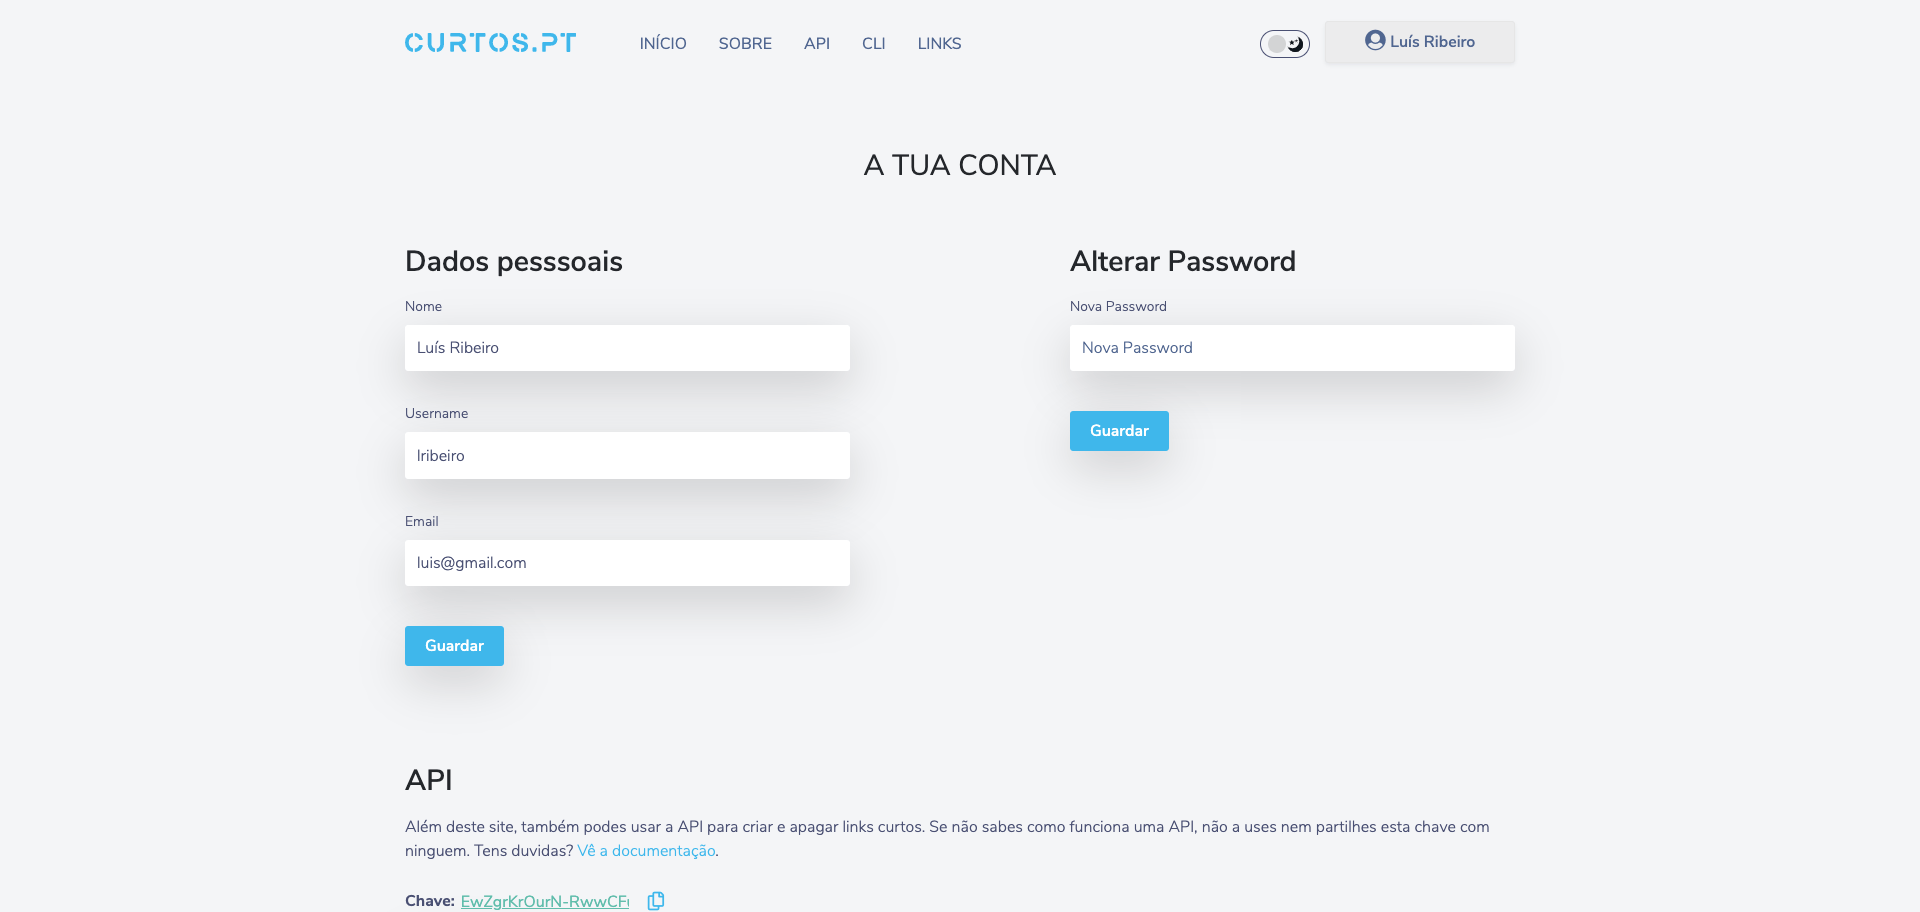 CURTOS.PT
INÍCIO
SOBRE
API
CLI
LINKS
Luís Ribeiro
A TUA CONTA
Dados pesssoais
Nome
Luís Ribeiro
Username
lribeiro
Email
luis@gmail.com
Guardar
Alterar Password
Nova Password
Nova Password
Guardar
API
Além deste site, também podes usar a API para criar e apagar links curtos. Se não sabes como funciona uma API, não a uses nem partilhes esta chave com
ninguem. Tens duvidas? Vê a documentação.
Chave: EwZgrKrOurN-RwwCF